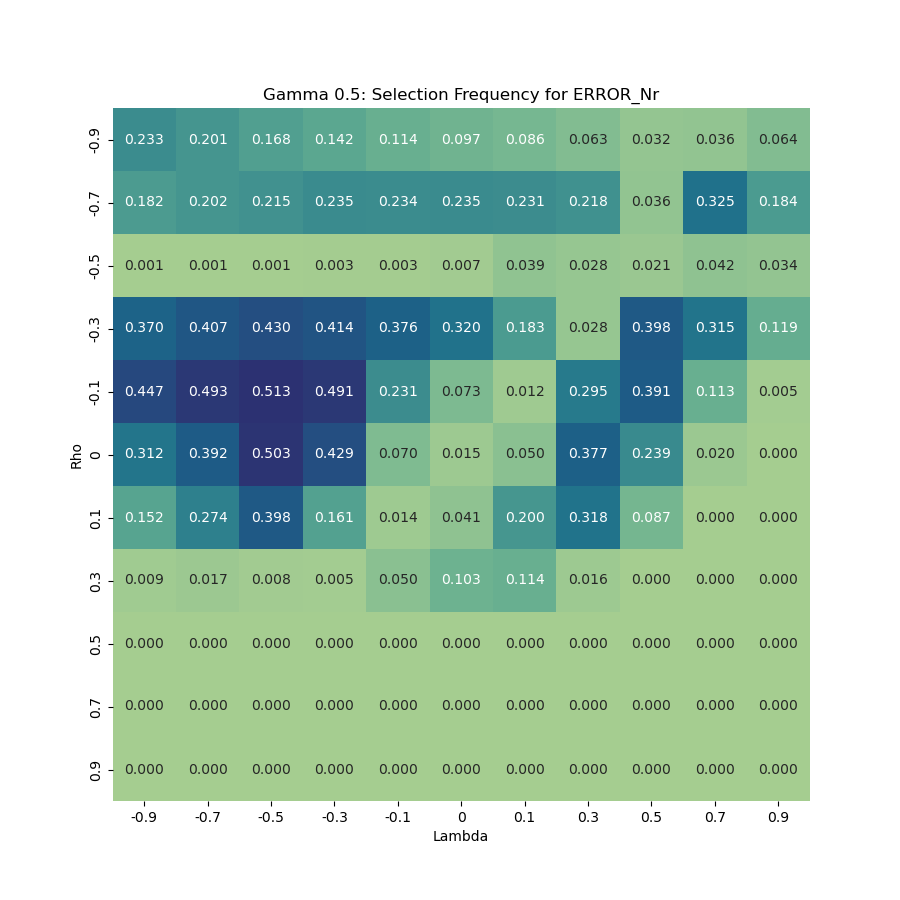 Gamma 0.5: Selection Frequency for ERROR_Nr
-0.9 0.233 0.201 0.168 0.142 0.114 0.097 0.086 0.063 0.032 0.036 0.064
-0.7 0.182 0.202 0.215 0.235 0.234 0.235 0.231 0.218 0.036 0.325 0.184
-0.5 0.001 0.001 0.001 0.003 0.003 0.007 0.039 0.028 0.021 0.042 0.034
-0.3 0.370 0.407 0.430 0.414 0.376 0.320 0.183 0.028 0.398 0.315 0.119
-0.1 0.447 0.493 0.513 0.491 0.231 0.073 0.012 0.295 0.391 0.113 0.005
Rho
0 0.312 0.392 0.503 0.429 0.070 0.015 0.050 0.377 0.239 0.020 0.000
0.1 0.152 0.274 0.398 0.161 0.014 0.041 0.200 0.318 0.087 0.000 0.000
0.3 0.009 0.017 0.008 0.005 0.050 0.103 0.114 0.016 0.000 0.000 0.000
0.5 0.000 0.000 0.000 0.000 0.000 0.000 0.000 0.000 0.000 0.000 0.000
0.7 0.000 0.000 0.000 0.000 0.000 0.000 0.000 0.000 0.000 0.000 0.000
0.9 0.000 0.000 0.000 0.000 0.000 0.000 0.000 0.000 0.000 0.000 0.000
-0.9 -0.7 -0.5 -0.3 -0.1 0 0.1 0.3 0.5 0.7 0.9
Lambda